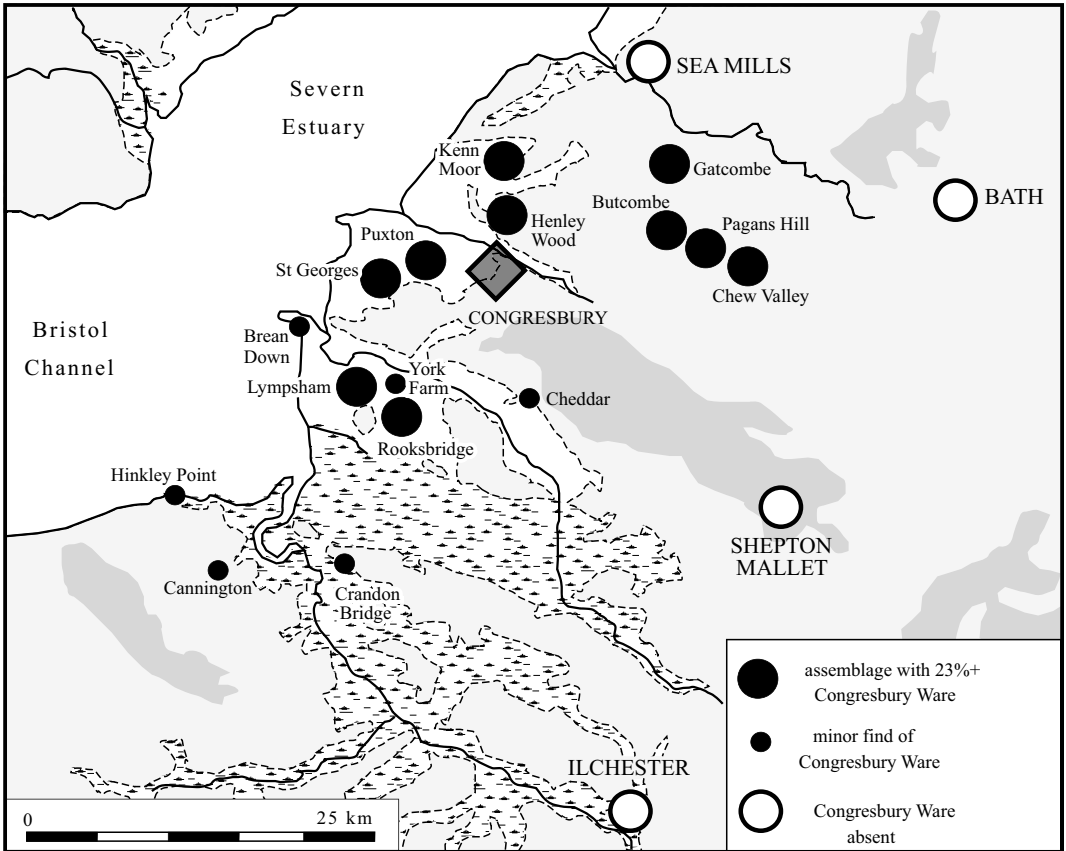 Severn
Estuary
SEA MILLS
Kenn
Moor
Gatcombe
BATH
Butcombe
Henley
Wood
Pagans Hill
Puxton
St Georges
Chew Valley
CONGRESBURY
Bristol
Channel
Brean
Down
York
Farm
Lympsham
Cheddar
Rooksbridge
Hinkley Point
SHEPTON
MALLET
Cannington
Crandon
Bridge
ILCHESTER
assemblage with 23%+
Congresbury Ware
minor find of
Congresbury Ware
Congresbury Ware
absent
0 25 km